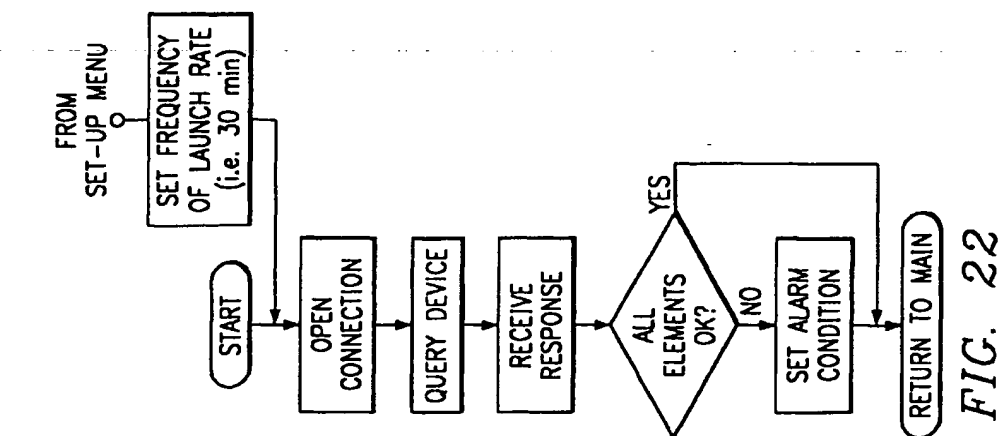 FROM
SET-UP MENU
SET FREQUENCY
OF LAUNCH RATE
(i.e. 30 min)
START
OPEN
CONNECTION
QUERY DEVICE
RECEIVE
RESPONSE
ALL
ELEMENTS
OK?
YES
NO
SET ALARM
CONDITION
RETURN TO MAIN
FIG. 22